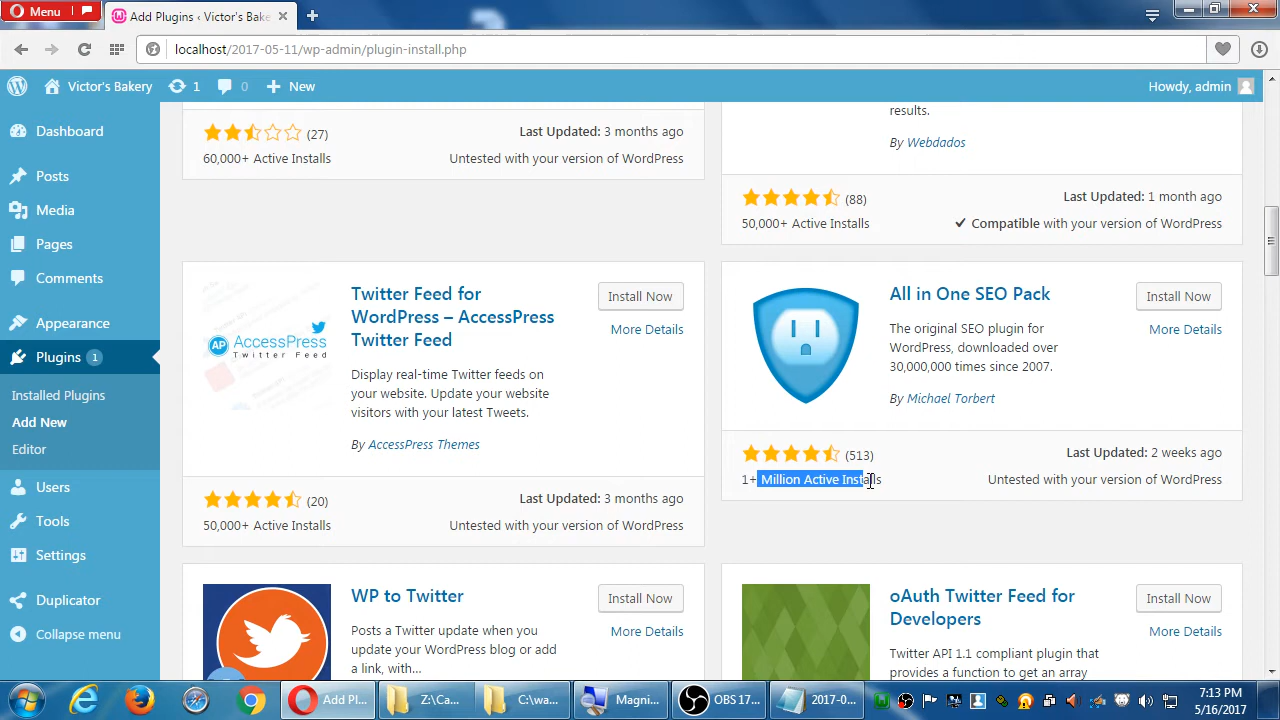 Menu
Add Plugins ‹ Victor's Bake
localhost/2017-05-11/wp-admin/plugin-install.php
Victor's Bakery
1
0
New
Howdy, admin
Dashboard
Posts
Media
Pages
Comments
Appearance
Plugins 1
Installed Plugins
Add New
Editor
Users
Tools
Settings
Duplicator
Collapse menu
(27)
Last Updated: 3 months ago
60,000+ Active Installs
Untested with your version of WordPress
results.
By Webdados
(88)
Last Updated: 1 month ago
50,000+ Active Installs
Compatible with your version of WordPress
AP AccessPress
Twitter Feed
Twitter Feed for
WordPress – AccessPress
Twitter Feed
Install Now
More Details
Display real-time Twitter feeds on
your website. Update your website
visitors with your latest Tweets.
By AccessPress Themes
(20)
Last Updated: 3 months ago
50,000+ Active Installs
Untested with your version of WordPress
All in One SEO Pack
Install Now
More Details
The original SEO plugin for
WordPress, downloaded over
30,000,000 times since 2007.
By Michael Torbert
(513)
Last Updated: 2 weeks ago
1+ Million Active Installs
Untested with your version of WordPress
WP to Twitter
Install Now
More Details
Posts a Twitter update when you
update your WordPress blog or add
a link, with...
oAuth Twitter Feed for
Developers
Install Now
More Details
Twitter API 1.1 compliant plugin that
provides a function to get an array
Add Pl...
Z:\Ca...
C:\wa...
Magni...
OBS 17...
2017-0...
7:13 PM
5/16/2017